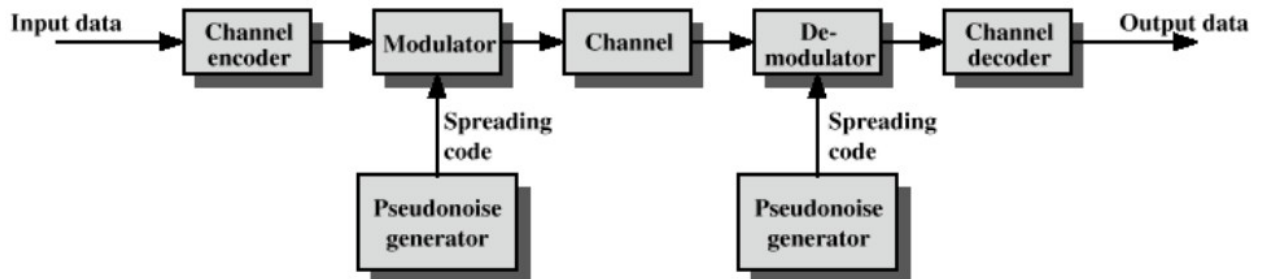 Input data
Channel
encoder
Modulator
Channel
De-
modulator
Channel
decoder
Output data
Spreading
code
Spreading
code
Pseudonoise
generator
Pseudonoise
generator